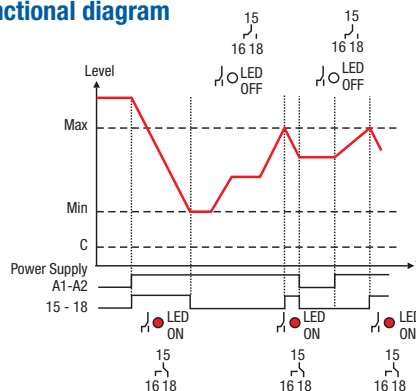 nctional diagram
15
16 18
LED
OFF
15
16 18
LED
OFF
Level
Max
Min
C
Power Supply
A1-A2
15 - 18
LED
ON
15
16 18
LED
ON
15
16 18
LED
ON
15
16 18